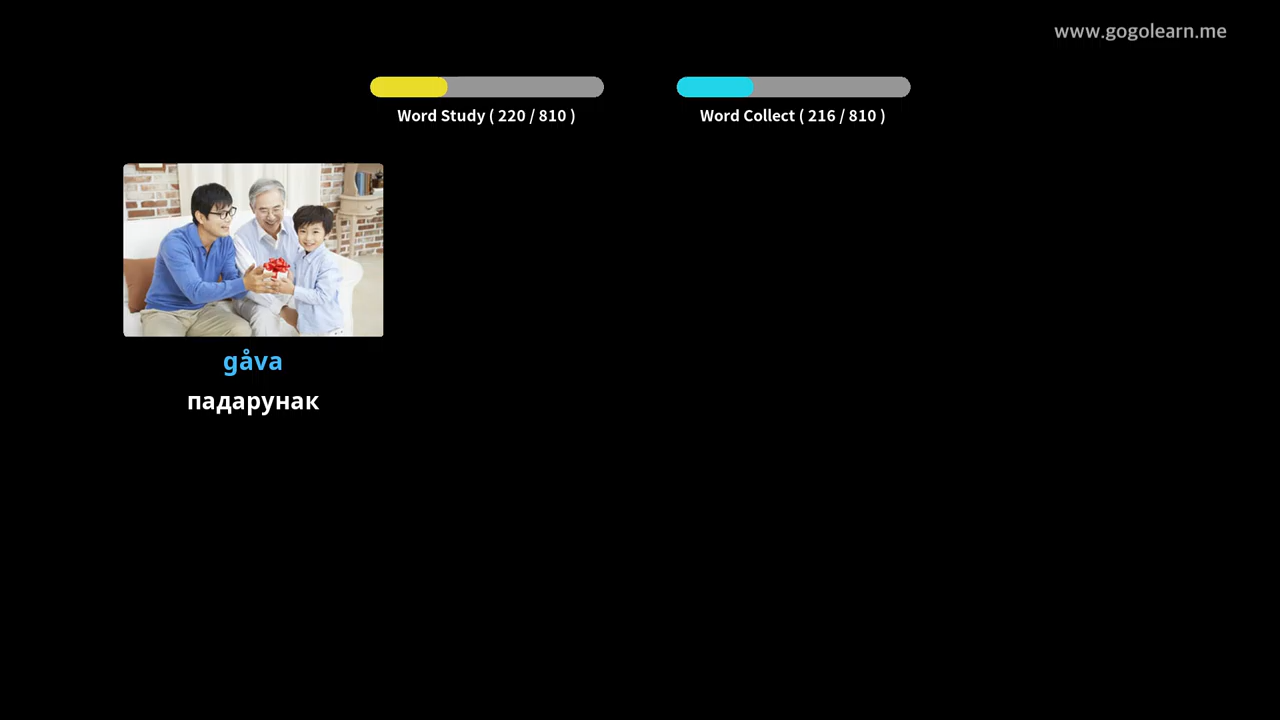 www.gogolearn.me
Word Study ( 220 / 810 )
Word Collect ( 216 / 810 )
gåva
падарунак